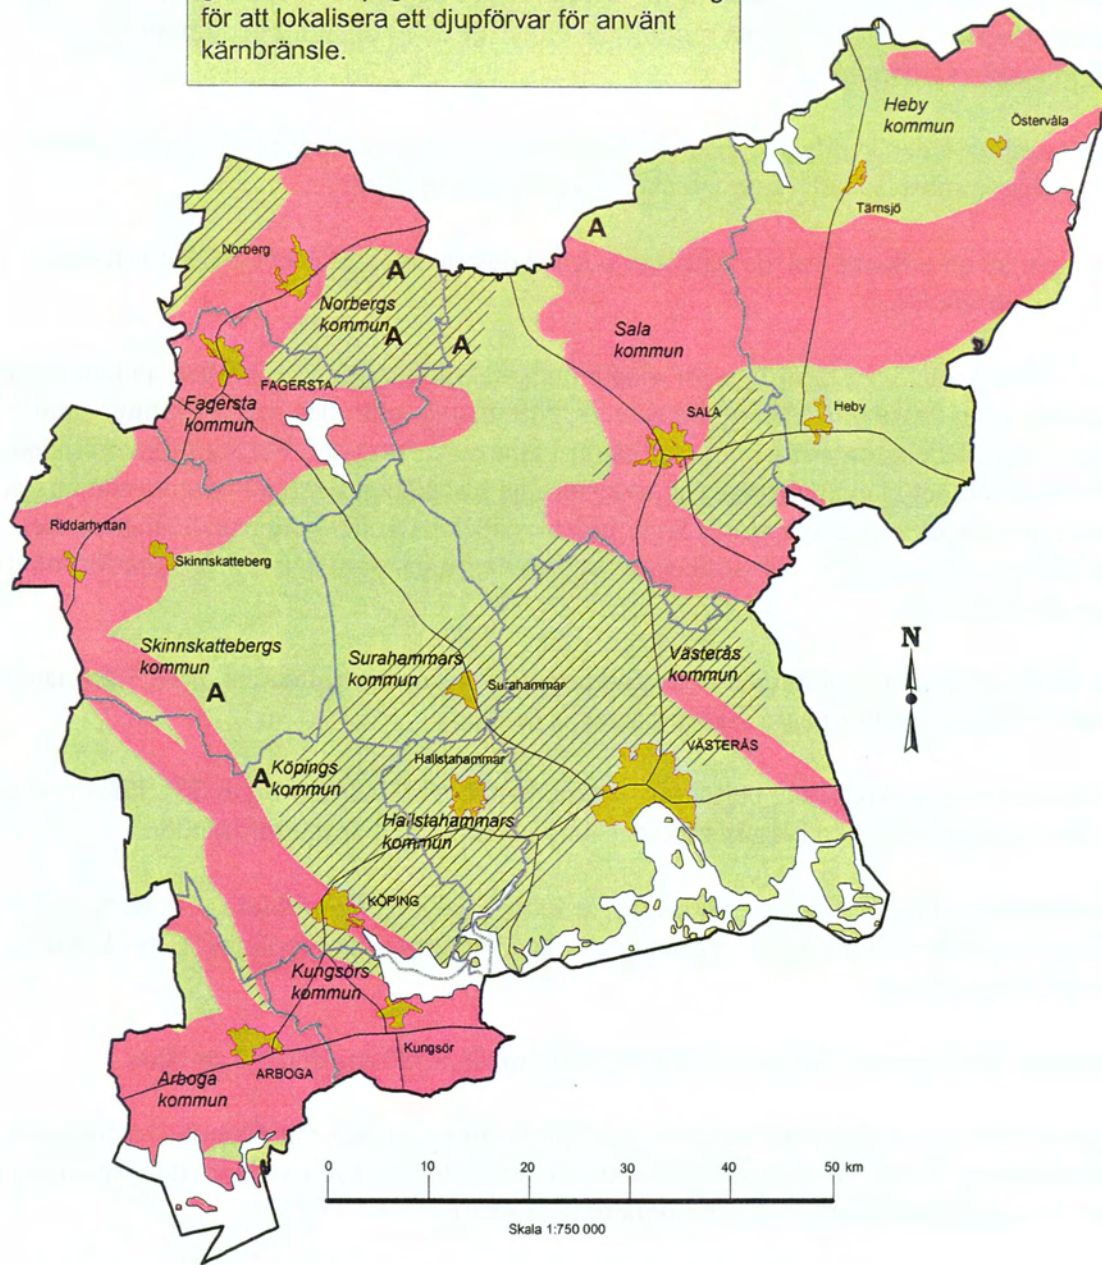 för att lokalisera ett djupförvar för använt
kärnbränsle.
Heby
kommun
Östervåla
Tärnsjö
A
Norberg
A
Norbergs
kommun
A
A
Sala
kommun
FAGERSTA
Fagersta
kommun
SALA
Heby
Riddarhyttan
Skinnskatteberg
N
Skinnskattebergs
kommun
A
Surahammars
kommun
Surahammar
Västerås
kommun
VÄSTERÅS
Hallstahammar
A
Köpings
kommun
Hallstahammars
kommun
KÖPING
Kungsörs
kommun
Kungsör
ARBOGA
Arboga
kommun
0 10 20 30 40 50 km
Skala 1:750 000